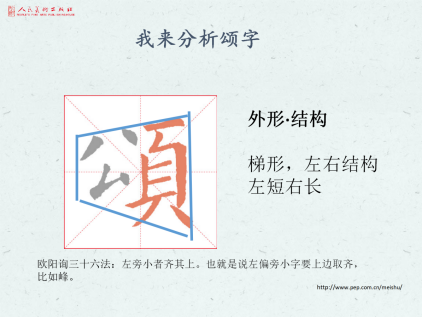 人民美术出版社
我来分析颂字
頌
外形·结构
梯形，左右结构
左短右长
欧阳询三十六法：左旁小者齐其上。也就是说左偏旁小字要上边取齐，
比如峰。
http://www.pep.com.cn/meishu/